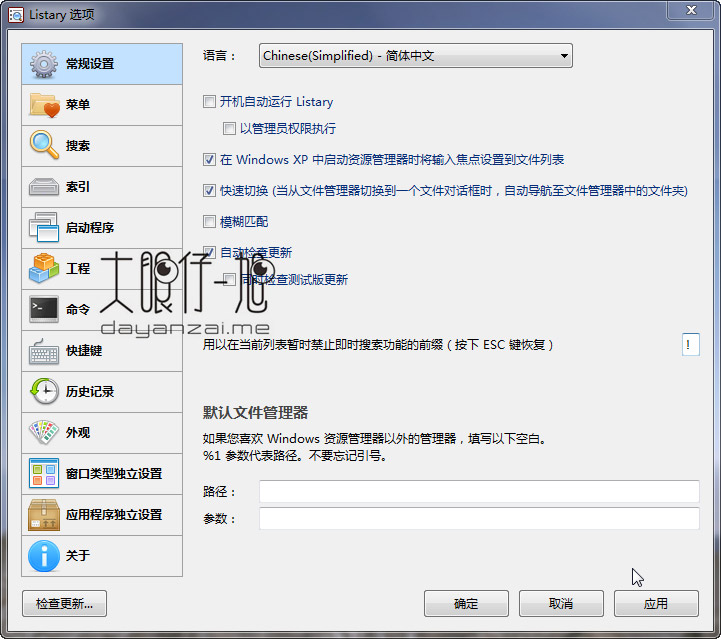 Listary 选项
常规设置
菜单
搜索
索引
启动程序
工程
命令
快捷键
历史记录
外观
窗口类型独立设置
应用程序独立设置
关于
检查更新...
语言：
Chinese(Simplified) - 简体中文
开机自动运行 Listary
以管理员权限执行
在 Windows XP 中启动资源管理器时将输入焦点设置到文件列表
快速切换 (当从文件管理器切换到一个文件对话框时，自动导航至文件管理器中的文件夹)
模糊匹配
自动检查更新
同时检查测试版更新
大眼仔~旭
dayanzai.me
用以在当前列表暂时禁止即时搜索功能的前缀 ( 按下 ESC 键恢复 )
!
默认文件管理器
如果您喜欢 Windows 资源管理器以外的管理器，填写以下空白。
%1 参数代表路径。不要忘记引号。
路径：
参数：
确定
取消
应用